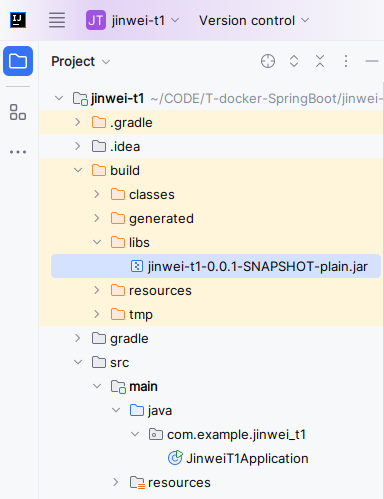 IJ
JT jinwei-t1 Version control
Project
jinwei-t1 ~/CODE/T-docker-SpringBoot/jinwei-
.gradle
.idea
build
classes
generated
libs
jinwei-t1-0.0.1-SNAPSHOT-plain.jar
resources
tmp
gradle
src
main
java
com.example.jinwei_t1
JinweiT1Application
resources